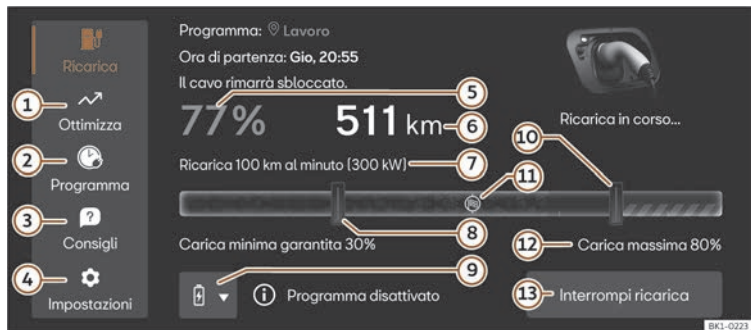 Programma: Lavoro
Ora di partenza: Gio, 20:55
Il cavo rimarrà sbloccato.
Ricarica
1
Ottimizza
2
Programma
3
Consigli
4
Impostazioni
77%
5
511 km
6
Ricarica 100 km al minuto (300 kW)
7
Ricarica in corso...
10
11
8
Carica minima garantita 30%
12
Carica massima 80%
9
Programma disattivato
13
Interrompi ricarica
BK1-0223